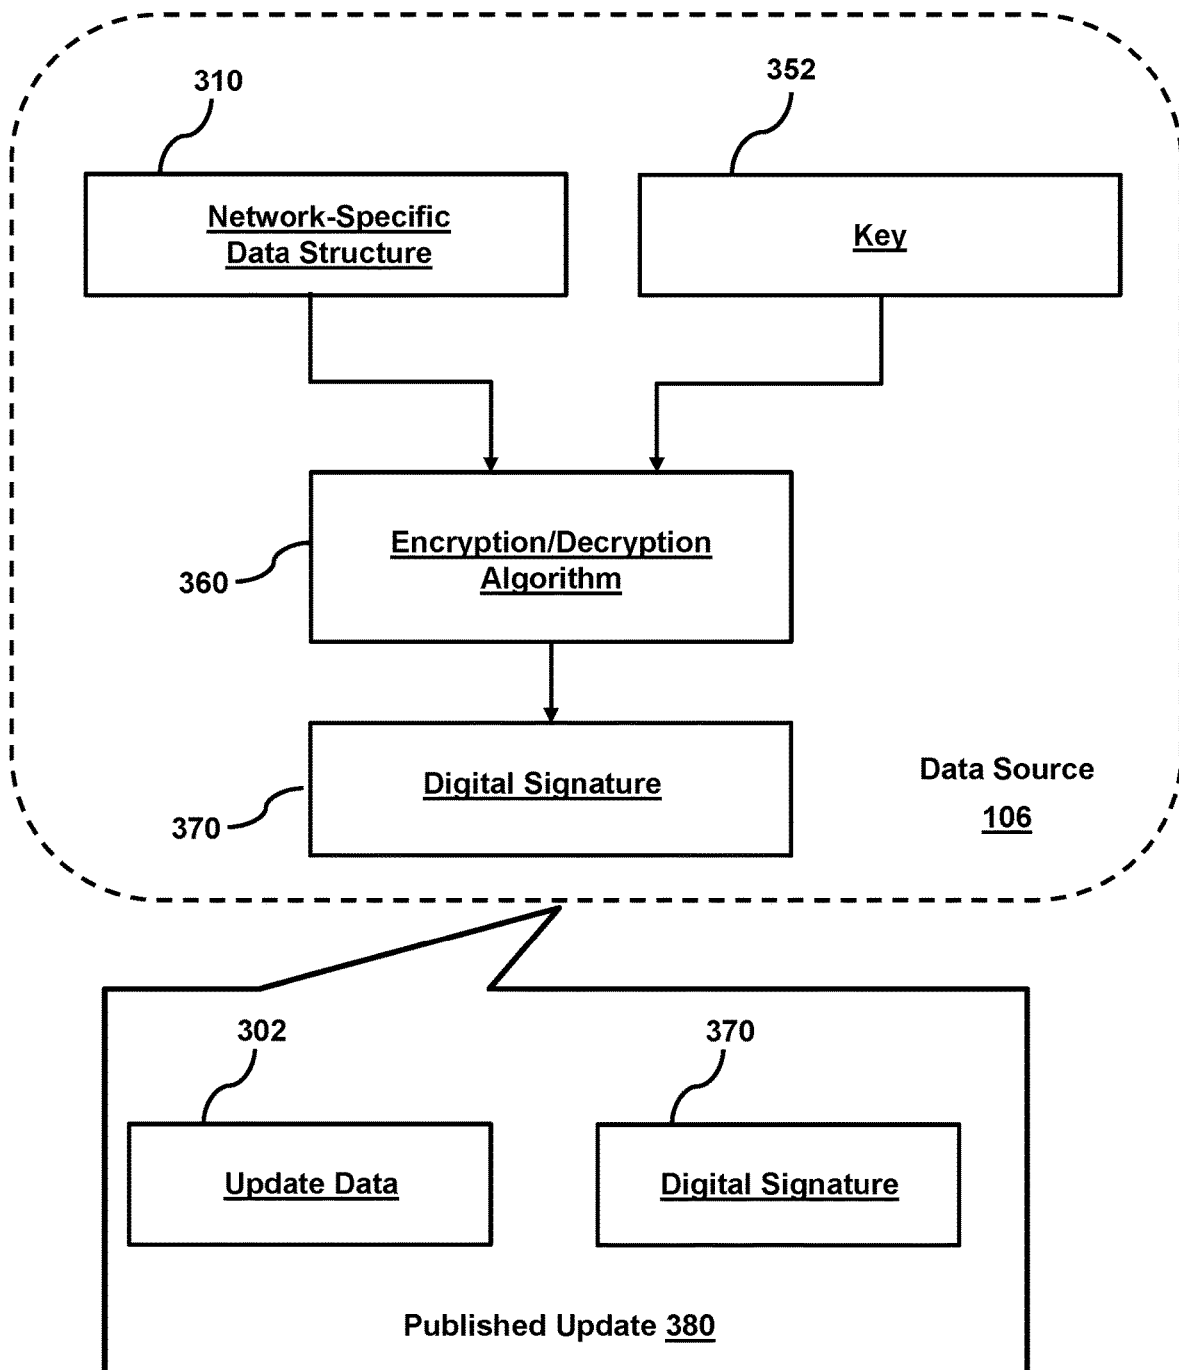 310
352
Network-Specific
Data Structure
Key
Encryption/Decryption
Algorithm
360
Digital Signature
370
Data Source
106
302
370
Update Data
Digital Signature
Published Update 380